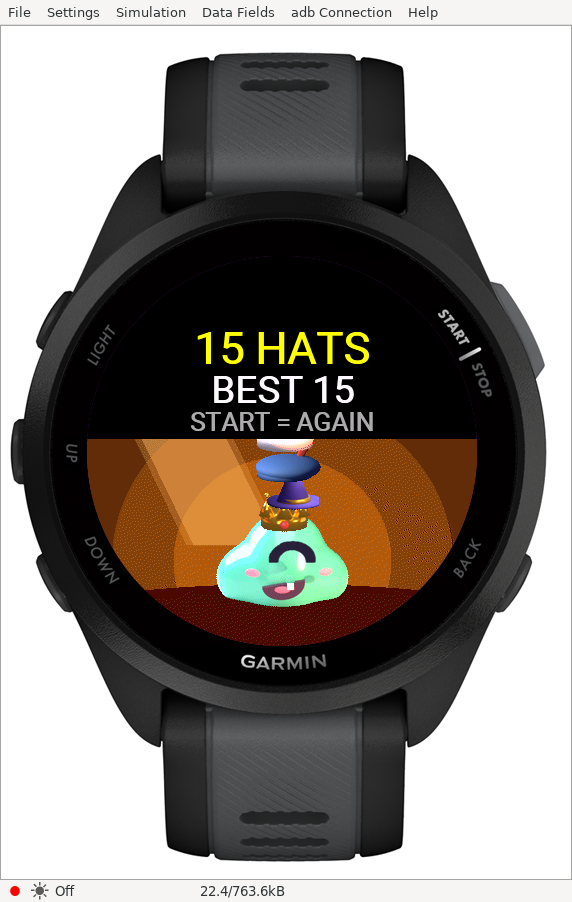 File Settings Simulation Data Fields adb Connection Help
LIGHT
START
STOP
15 HATS
BEST 15
START = AGAIN
UP
DOWN
BACK
GARMIN
Off 22.4/763.6kB